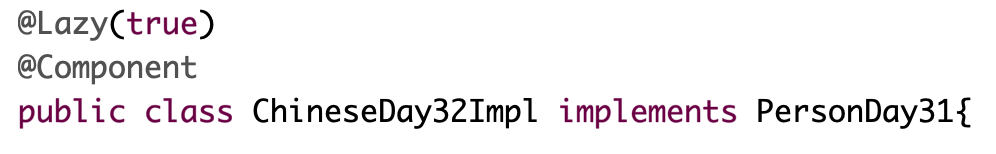 @Lazy(true)
@Component
public class ChineseDay32Impl implements PersonDay31{